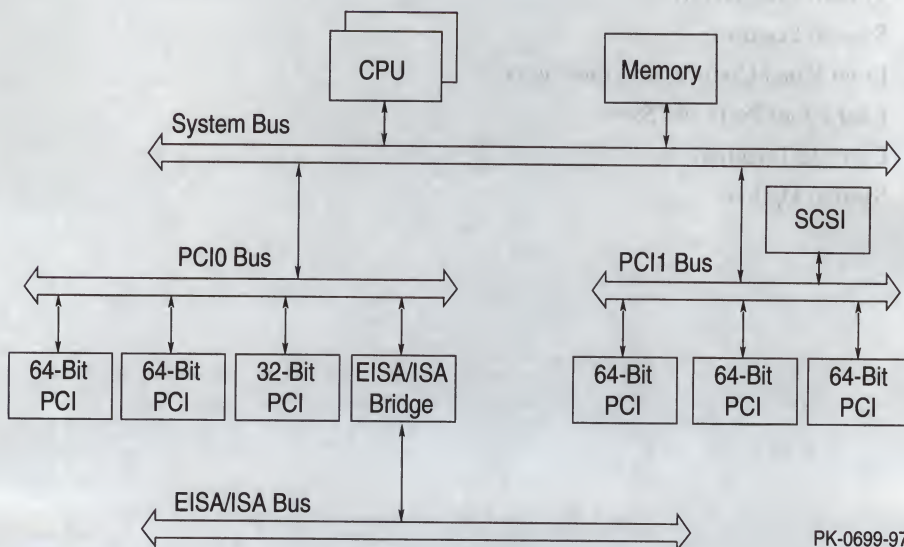 CPU
Memory
System Bus
SCSI
PCI0 Bus
PCI1 Bus
64-Bit
PCI
64-Bit
PCI
32-Bit
PCI
EISA/ISA
Bridge
64-Bit
PCI
64-Bit
PCI
64-Bit
PCI
EISA/ISA Bus
PK-0699-97